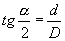 tg α/2 = d/D